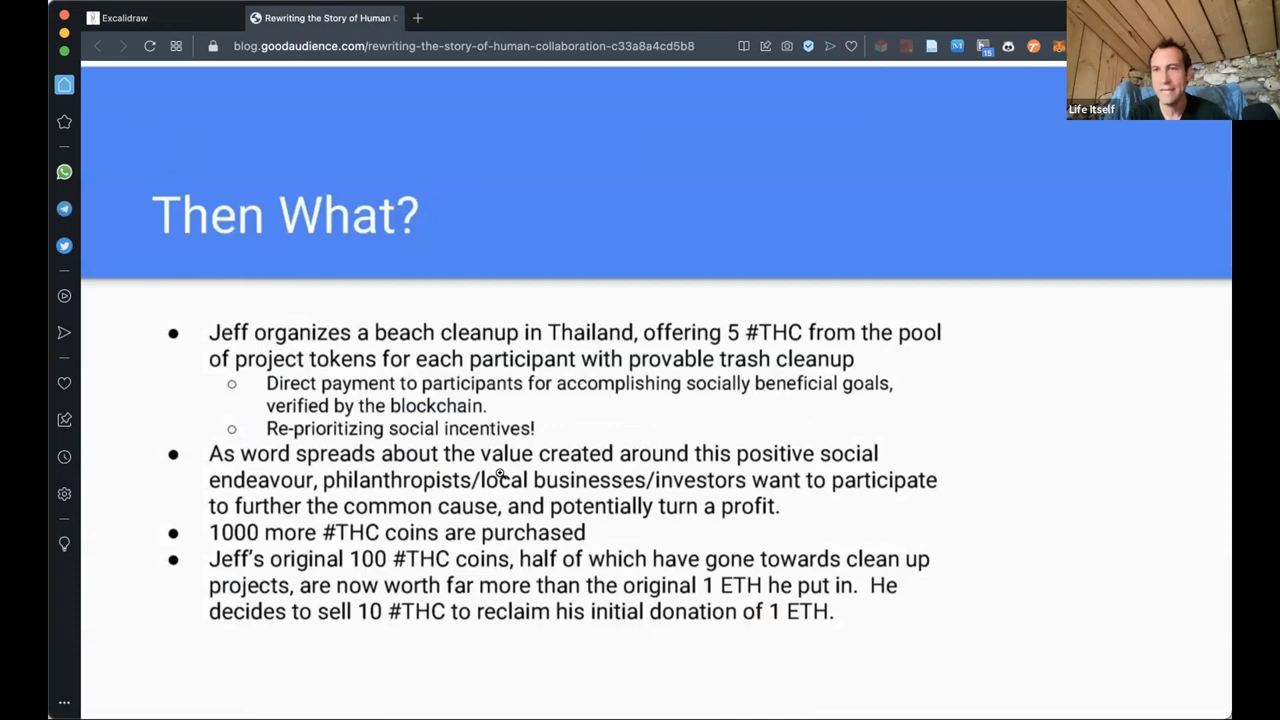 Excalidraw
Rewriting the Story of Human C
blog.goodaudience.com/rewriting-the-story-of-human-collaboration-c33a8a4cd5b8
15
Life Itself
Then What?
Jeff organizes a beach cleanup in Thailand, offering 5 #THC from the pool
of project tokens for each participant with provable trash cleanup
Direct payment to participants for accomplishing socially beneficial goals,
verified by the blockchain.
Re-prioritizing social incentives!
As word spreads about the value created around this positive social
endeavour, philanthropists/local businesses/investors want to participate
to further the common cause, and potentially turn a profit.
1000 more #THC coins are purchased
Jeff's original 100 #THC coins, half of which have gone towards clean up
projects, are now worth far more than the original 1 ETH he put in. He
decides to sell 10 #THC to reclaim his initial donation of 1 ETH.